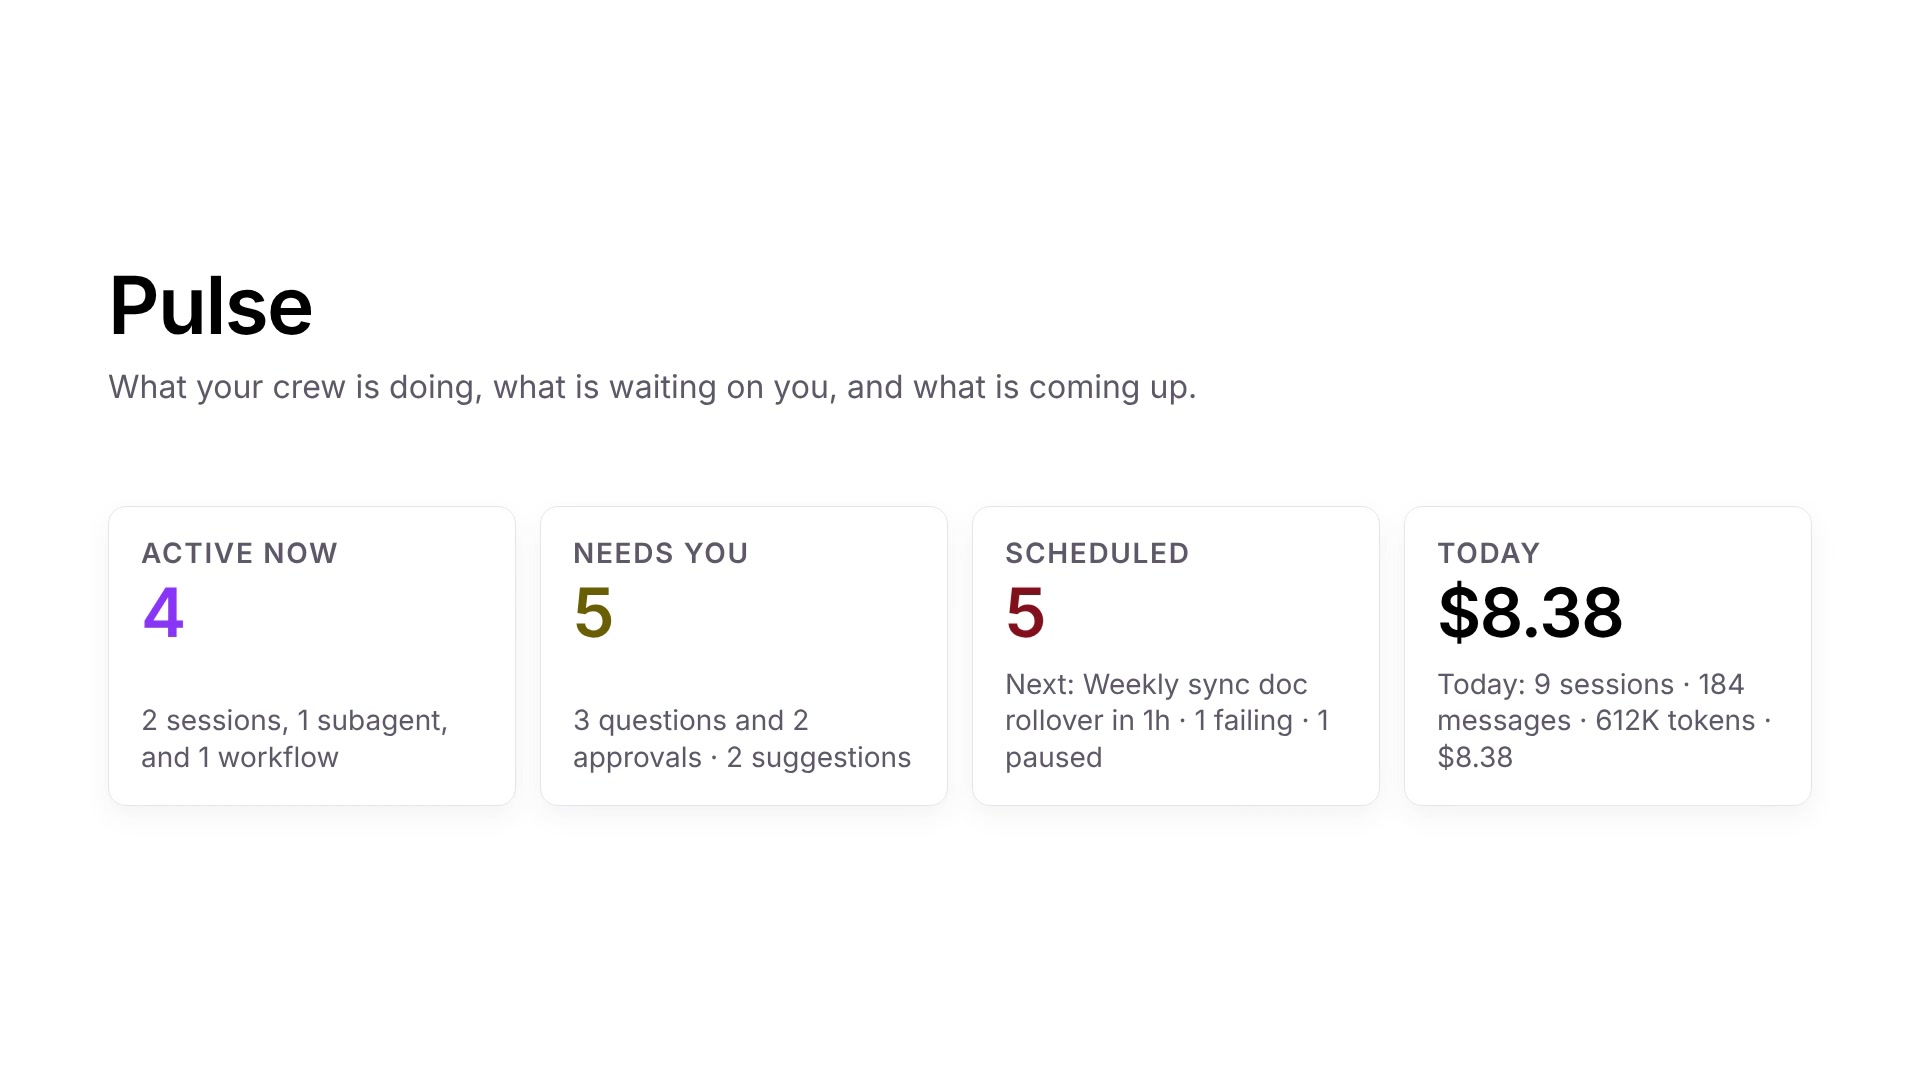 Pulse
What your crew is doing, what is waiting on you, and what is coming up.
ACTIVE NOW
4
2 sessions, 1 subagent,
and 1 workflow
NEEDS YOU
5
3 questions and 2
approvals · 2 suggestions
SCHEDULED
5
Next: Weekly sync doc
rollover in 1h · 1 failing · 1
paused
TODAY
$8.38
Today: 9 sessions · 184
messages · 612K tokens ·
$8.38